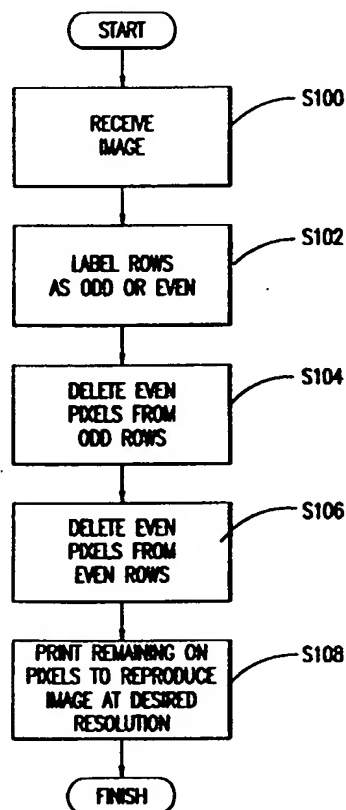 START
RECEIVE
IMAGE
S100
LABEL ROWS
AS ODD OR EVEN
S102
DELETE EVEN
PIXELS FROM
ODD ROWS
S104
DELETE EVEN
PIXELS FROM
EVEN ROWS
S106
PRINT REMAINING ON
PIXELS TO REPRODUCE
IMAGE AT DESIRED
RESOLUTION
S108
FINISH